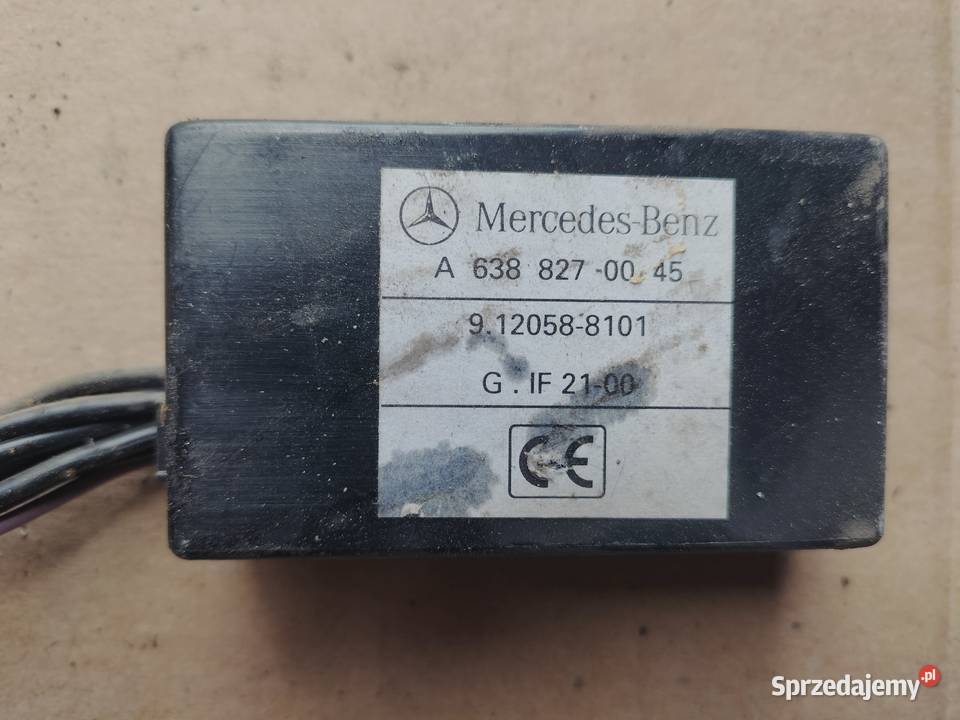 Mercedes-Benz
A 638 827 -00 45
9.12058-8101
G . IF 21-00
CE
Sprzedajemy.pl